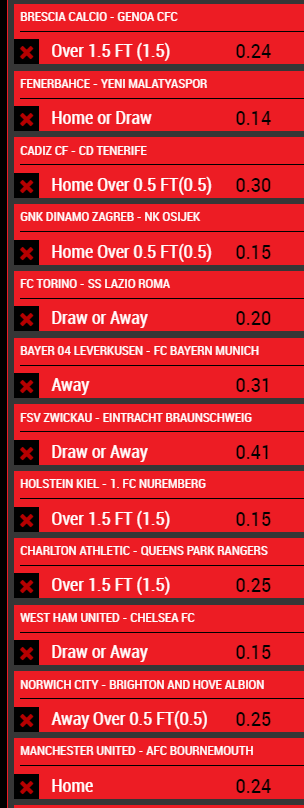 BRESCIA CALCIO - GENOA CFC
Over 1.5 FT (1.5) 0.24
FENERBAHCE - YENI MALATYASPOR
Home or Draw 0.14
CADIZ CF - CD TENERIFE
Home Over 0.5 FT(0.5) 0.30
GNK DINAMO ZAGREB - NK OSIJEK
Home Over 0.5 FT(0.5) 0.15
FC TORINO - SS LAZIO ROMA
Draw or Away 0.20
BAYER 04 LEVERKUSEN - FC BAYERN MUNICH
Away 0.31
FSV ZWICKAU - EINTRACHT BRAUNSCHWEIG
Draw or Away 0.41
HOLSTEIN KIEL - 1. FC NUREMBERG
Over 1.5 FT (1.5) 0.15
CHARLTON ATHLETIC - QUEENS PARK RANGERS
Over 1.5 FT (1.5) 0.25
WEST HAM UNITED - CHELSEA FC
Draw or Away 0.15
NORWICH CITY - BRIGHTON AND HOVE ALBION
Away Over 0.5 FT(0.5) 0.25
MANCHESTER UNITED - AFC BOURNEMOUTH
Home 0.24